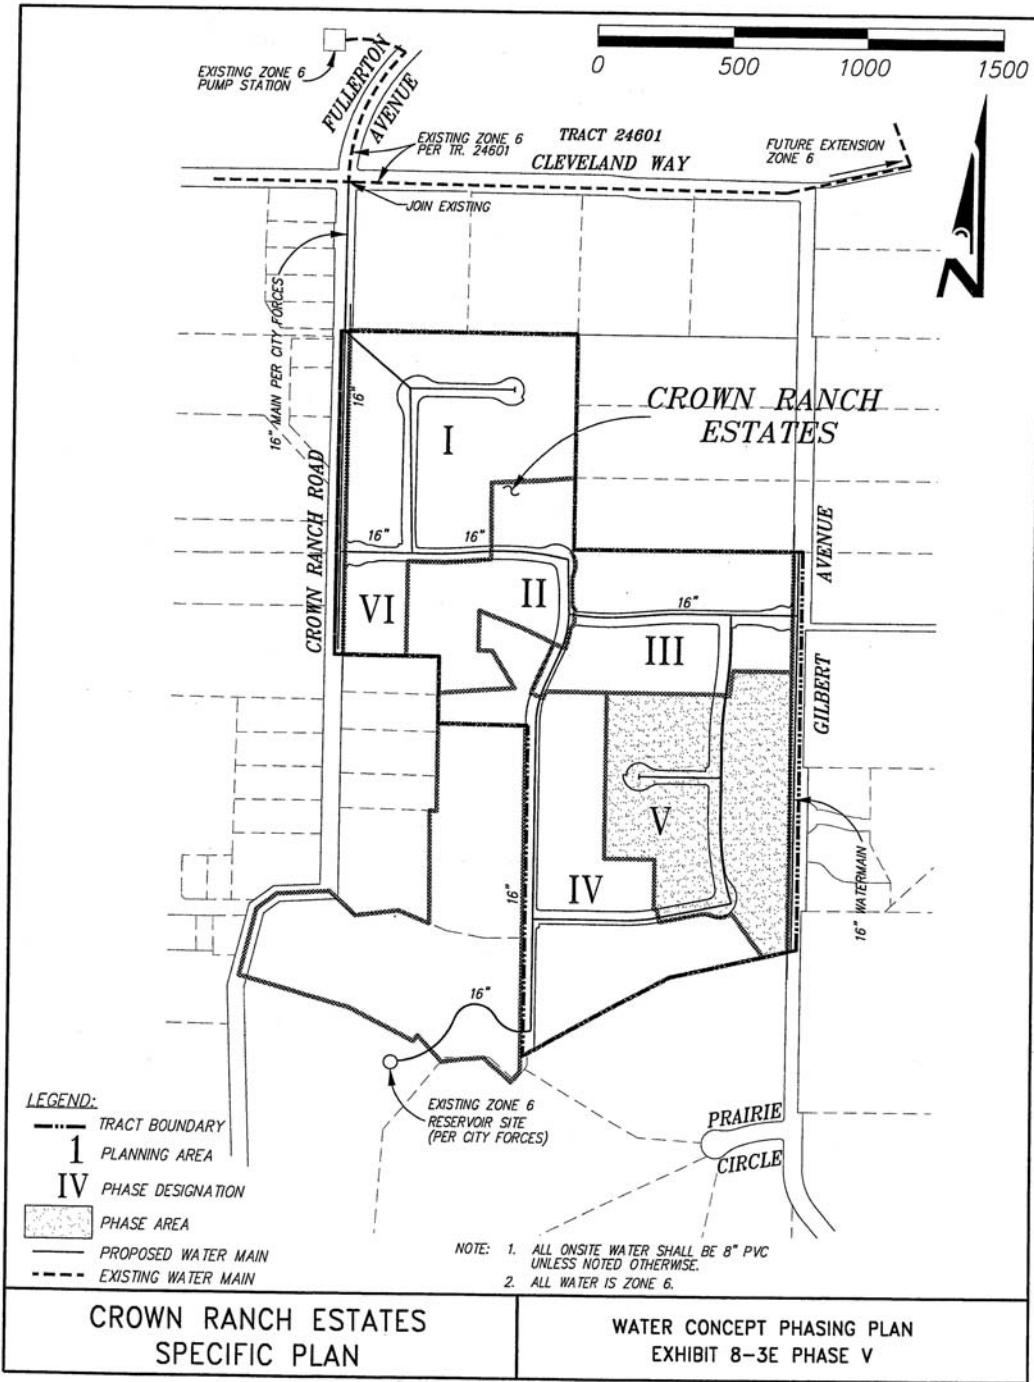 0 500 1000 1500
EXISTING ZONE 6
PUMP STATION
FULLERTON
AVENUE
EXISTING ZONE 6
PER TR. 24601
TRACT 24601
CLEVELAND WAY
FUTURE EXTENSION
ZONE 6
JOIN EXISTING
N
16" MAIN PER CITY FORCES
16"
CROWN RANCH
ESTATES
I
CROWN RANCH ROAD
16"
16"
AVENUE
VI
II
16"
III
GILBERT
V
IV
16"
16" WATERMAIN
16"
EXISTING ZONE 6
RESERVOIR SITE
(PER CITY FORCES)
PRAIRIE
CIRCLE
LEGEND:
TRACT BOUNDARY
1 PLANNING AREA
IV PHASE DESIGNATION
PHASE AREA
PROPOSED WATER MAIN
EXISTING WATER MAIN
NOTE: 1. ALL ONSITE WATER SHALL BE 8" PVC
UNLESS NOTED OTHERWISE.
2. ALL WATER IS ZONE 6.
CROWN RANCH ESTATES
SPECIFIC PLAN
WATER CONCEPT PHASING PLAN
EXHIBIT 8-3E PHASE V